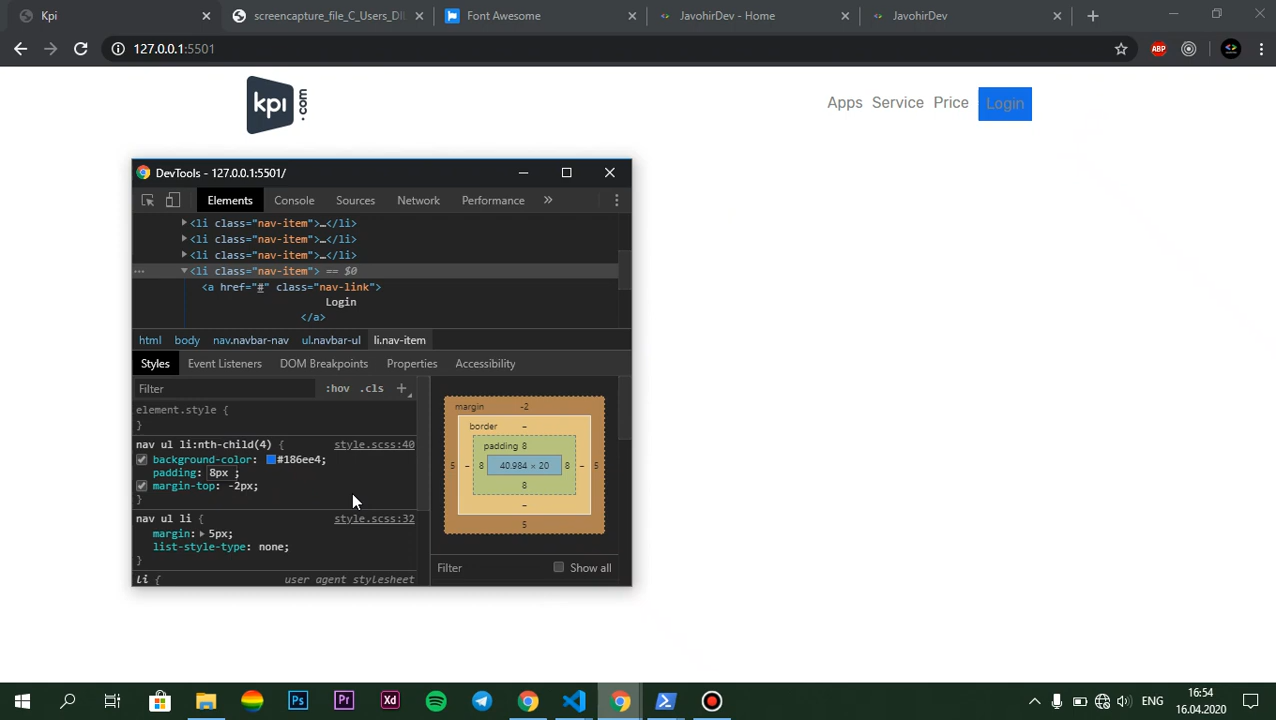 Kpi
screencapture_file_C_Users_DII
Font Awesome
JavohirDev - Home
JavohirDev
127.0.0.1:5501
ABP
kpi
.com
Apps Service Price Login
DevTools - 127.0.0.1:5501/
Elements Console Sources Network Performance »
<li class="nav-item">…</li>
<li class="nav-item">…</li>
<li class="nav-item">…</li>
… <li class="nav-item"> == $0
<a href="#" class="nav-link">
Login
</a>
html body nav.navbar-nav ul.navbar-ul li.nav-item
Styles Event Listeners DOM Breakpoints Properties Accessibility
Filter :hov .cls +
element.style {
}
nav ul li:nth-child(4) { style.scss:40
background-color: #186ee4;
padding: 8px ;
margin-top: -2px;
}
nav ul li { style.scss:32
margin: 5px;
list-style-type: none;
}
li { user agent stylesheet
margin -2
border –
padding 8
5 – 8 40.984 × 20 8 – 5
8
–
5
Filter Show all
Ps Pr Xd
ENG
16:54
16.04.2020